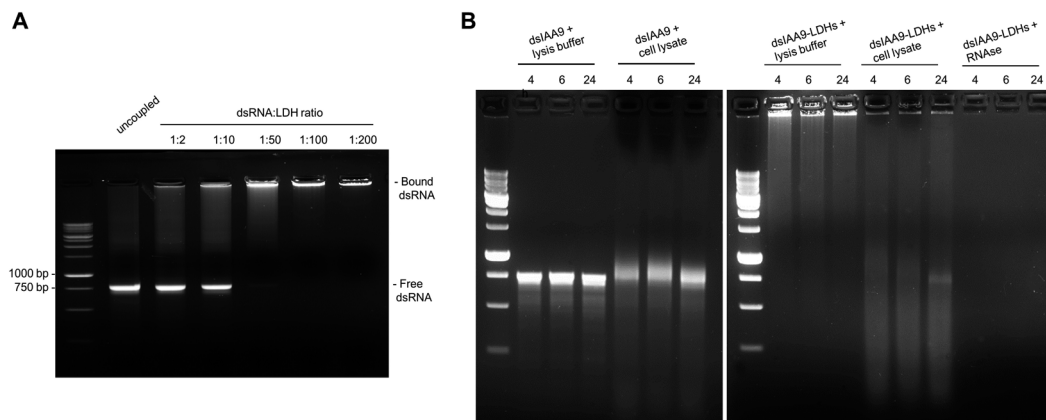 A
uncoupled
dsRNA:LDH ratio
1:2 1:10 1:50 1:100 1:200
- Bound
dsRNA
1000 bp -
750 bp -
- Free
dsRNA
B
dsIAA9 +
lysis buffer
dsIAA9 +
cell lysate
dsIAA9-LDHs +
lysis buffer
dsIAA9-LDHs +
cell lysate
dsIAA9-LDHs +
RNAse
4 6 24 4 6 24 4 6 24 4 6 24 4 6 24
h